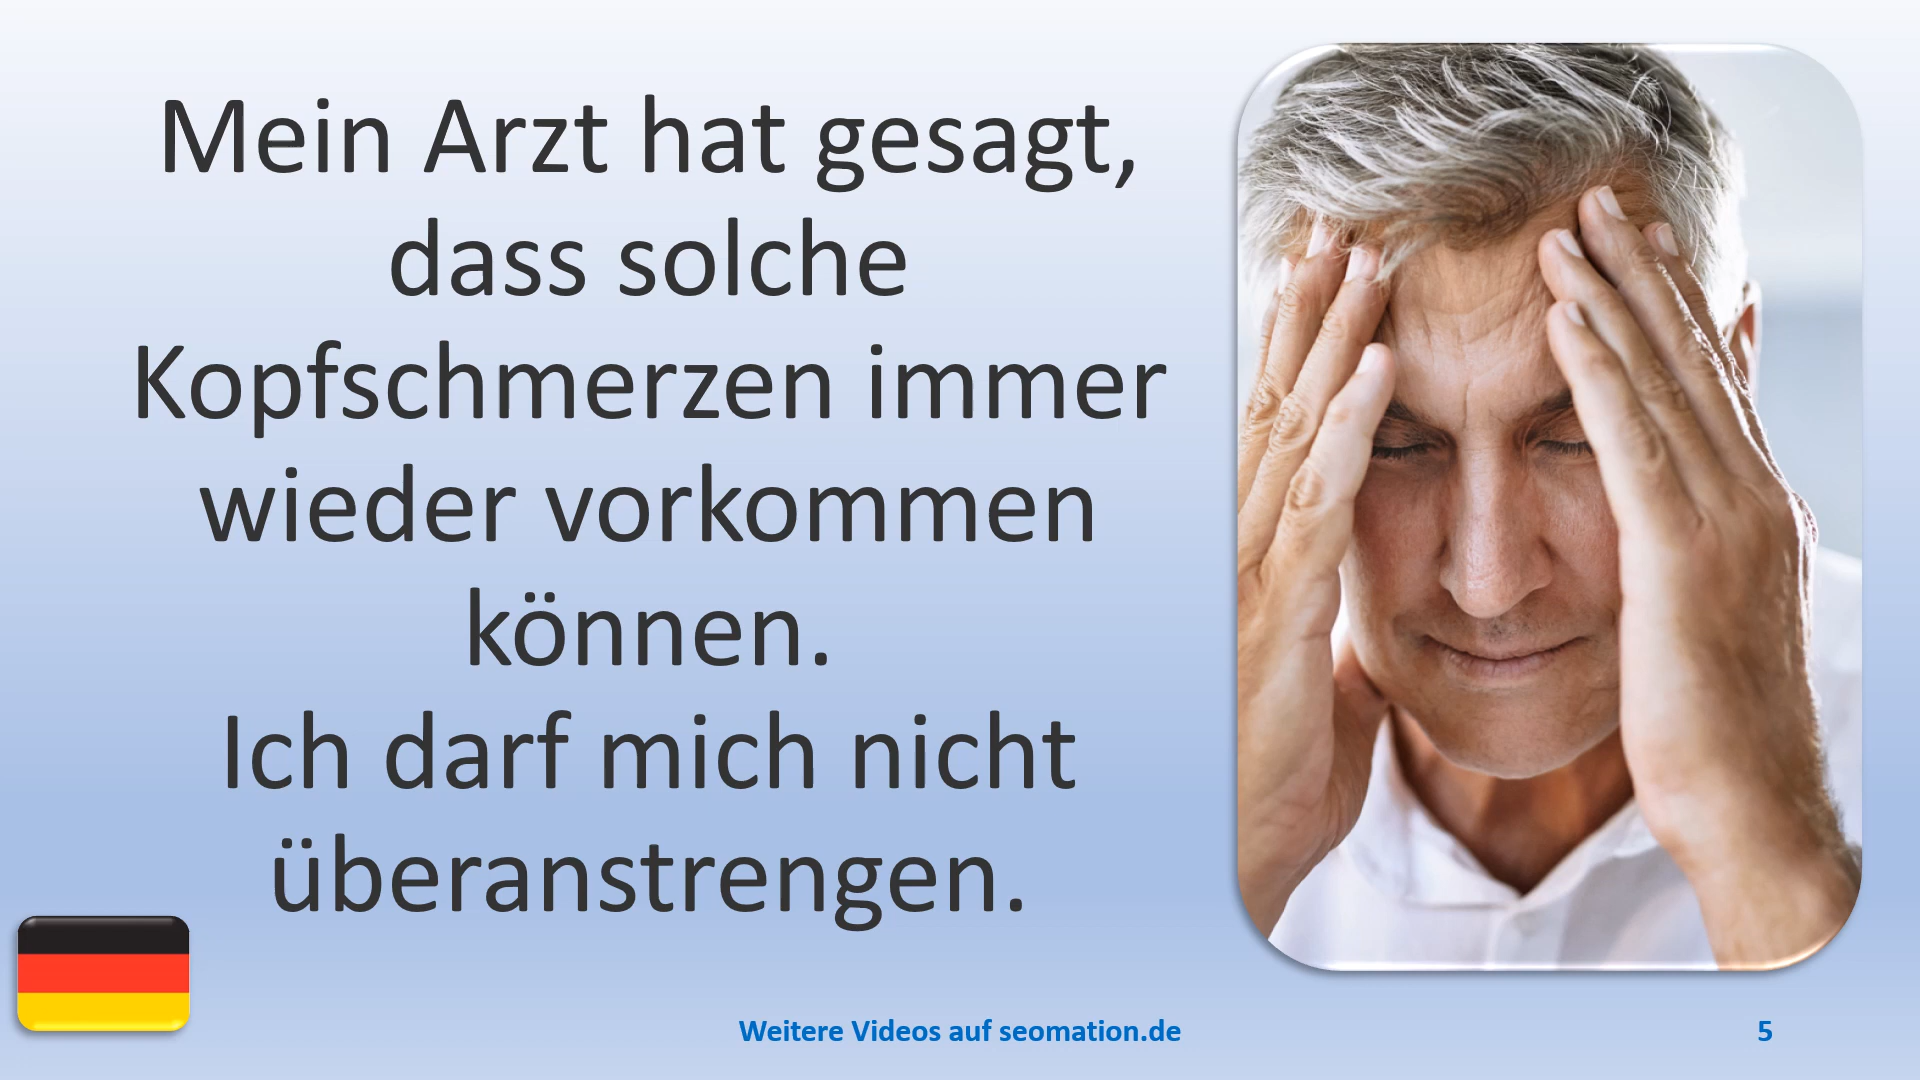 Mein Arzt hat gesagt,
dass solche
Kopfschmerzen immer
wieder vorkommen
können.
Ich darf mich nicht
überanstrengen.
Weitere Videos auf seomation.de
5